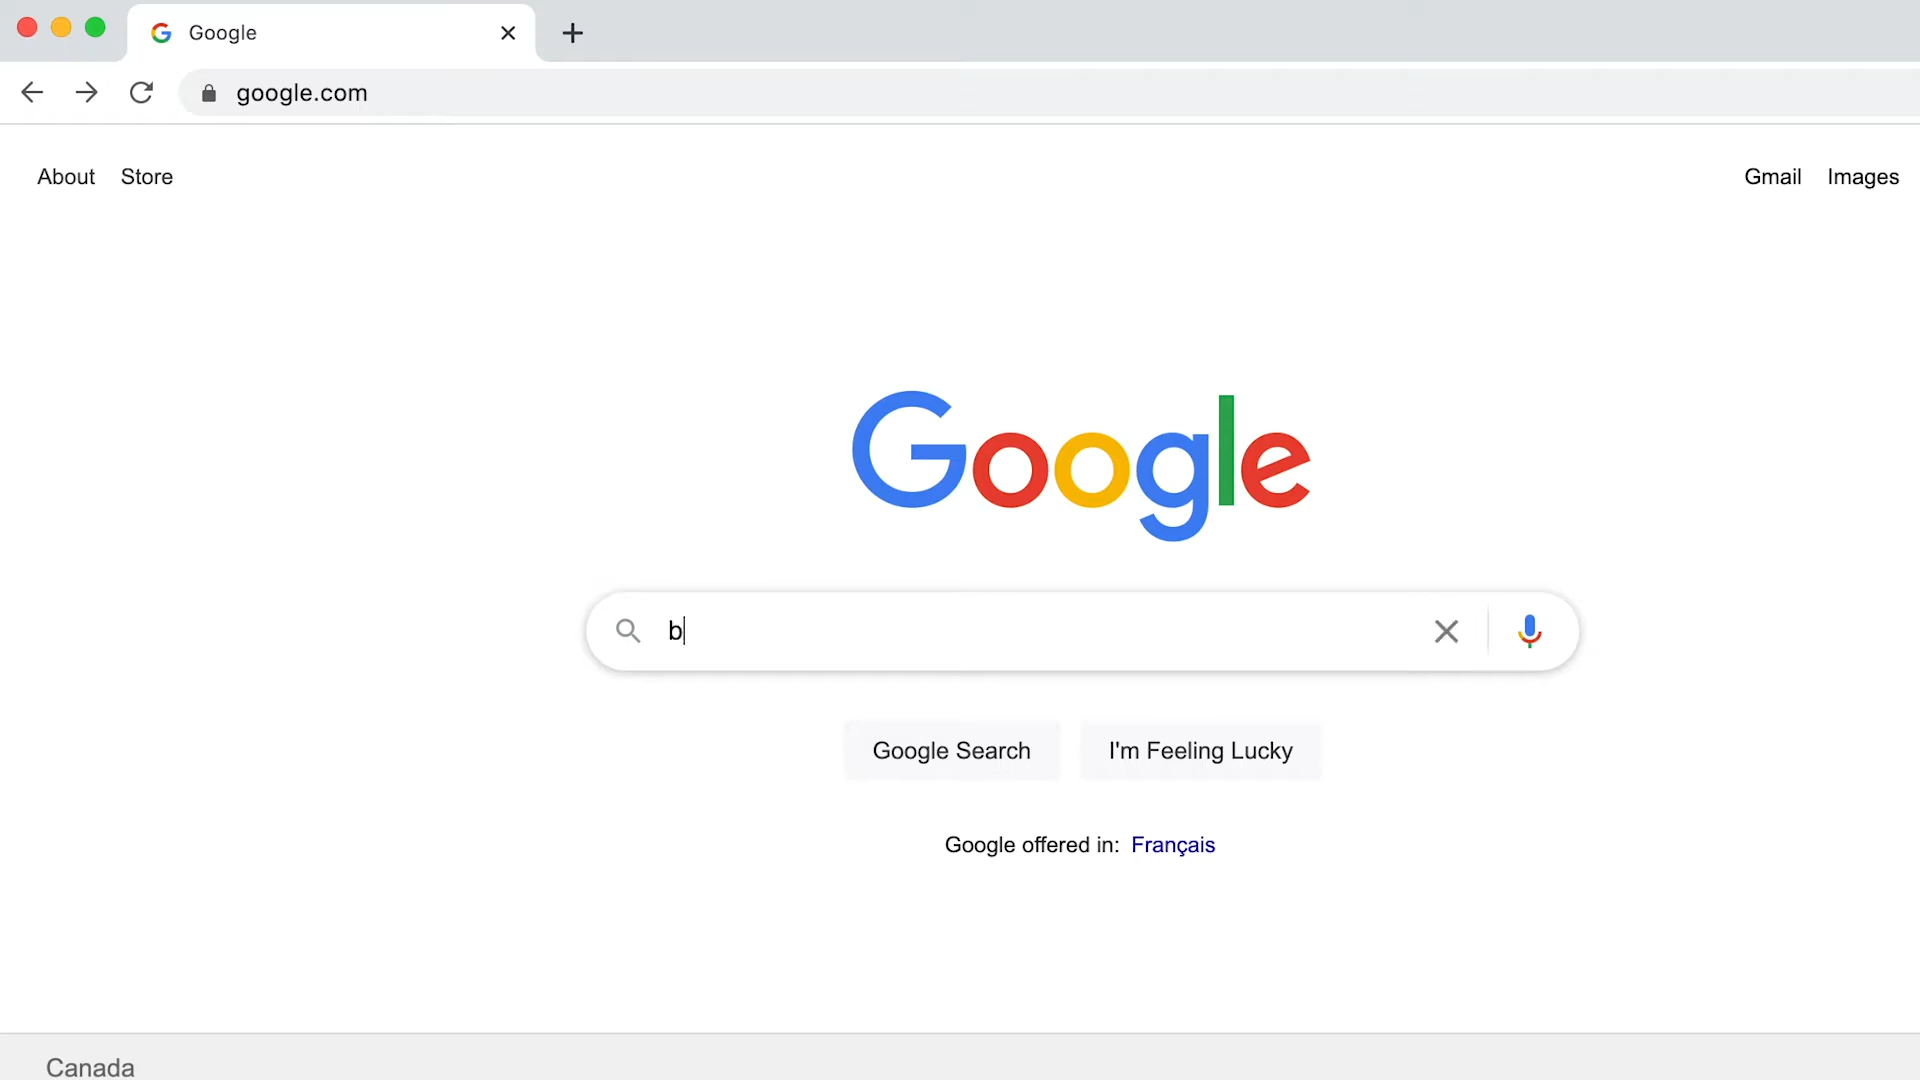 Google
google.com
About Store
Gmail Images
Google
b
Google Search
I'm Feeling Lucky
Google offered in: Français
Canada